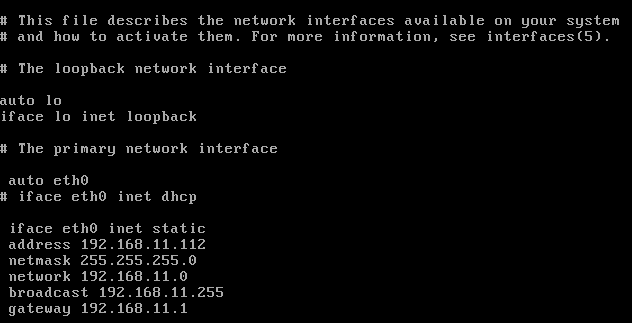 # This file describes the network interfaces available on your system
# and how to activate them. For more information, see interfaces(5).
# The loopback network interface
auto lo
iface lo inet loopback
# The primary network interface
auto eth0
# iface eth0 inet dhcp
iface eth0 inet static
address 192.168.11.112
netmask 255.255.255.0
network 192.168.11.0
broadcast 192.168.11.255
gateway 192.168.11.1